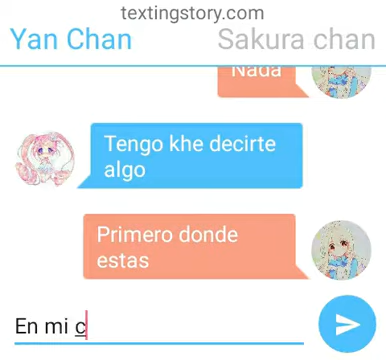 textingstory.com
Yan Chan Sakura chan
Nada
Tengo khe decirte
algo
Primero donde
estas
En mi c